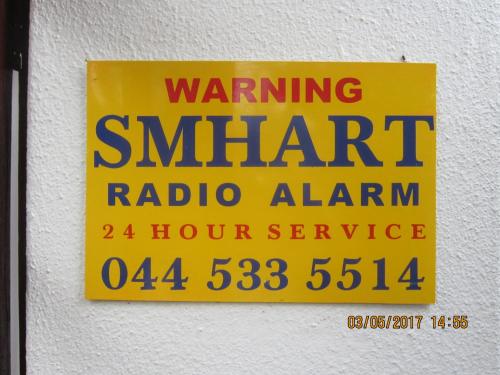 WARNING
SMHART
RADIO ALARM
24 HOUR SERVICE
044 533 5514
03/05/2017 14:55